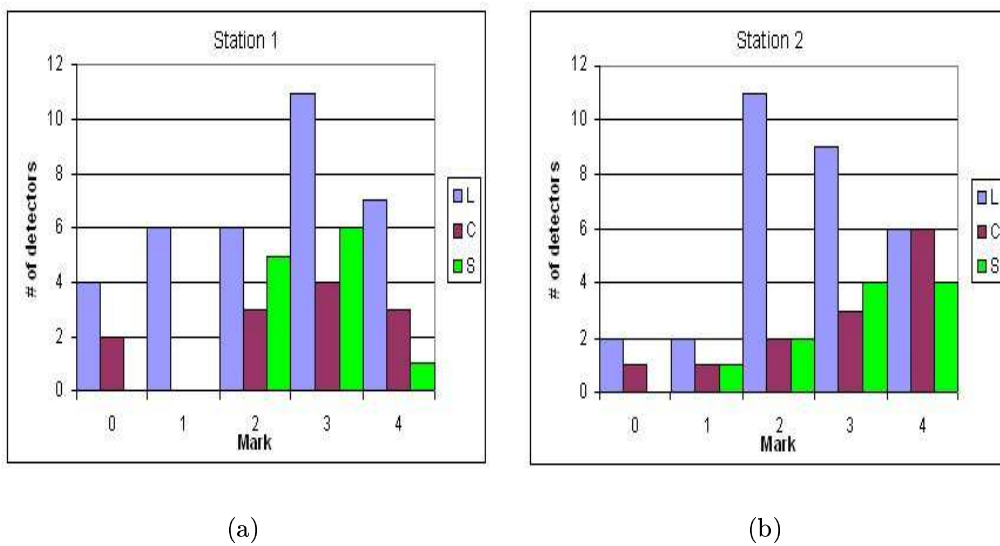 Station 1
12
10
8
6
4
2
0
# of detectors
0 1 2 3 4
Mark
L
C
S
(a)
Station 2
12
10
8
6
4
2
0
# of detectors
0 1 2 3 4
Mark
L
C
S
(b)